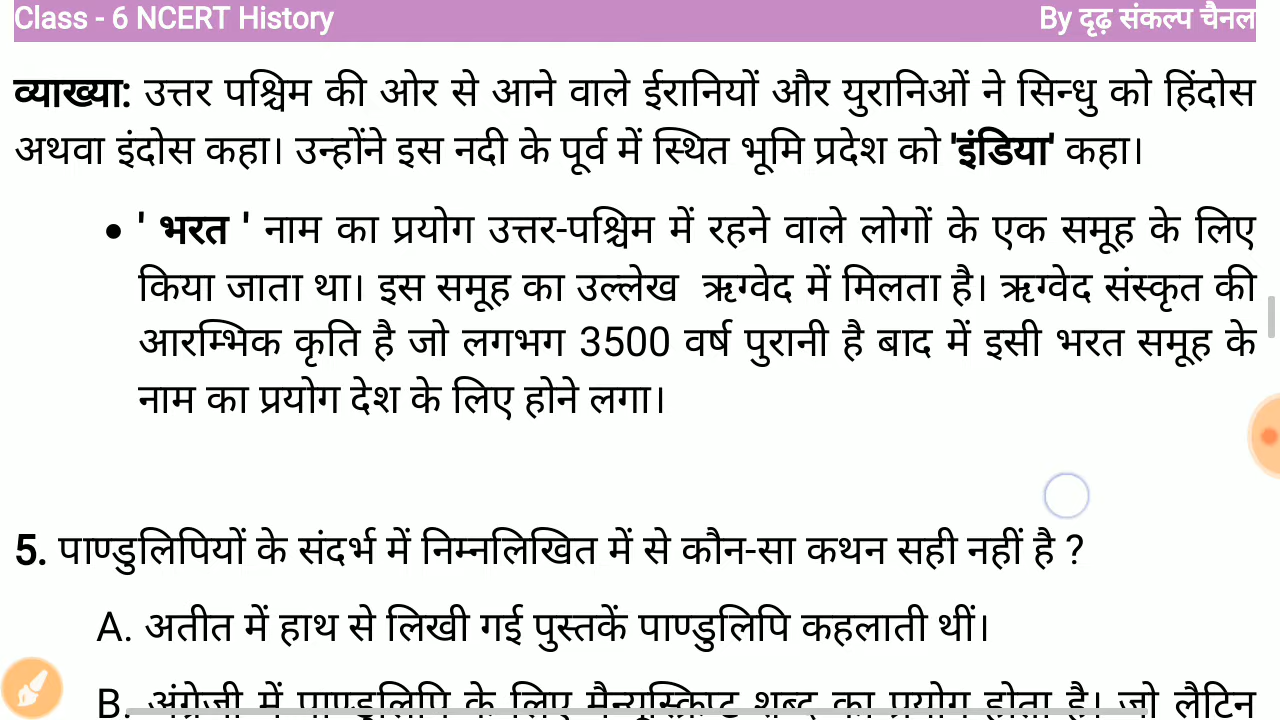 Class - 6 NCERT History By दृढ़ संकल्प चैनल
व्याख्या: उत्तर पश्चिम की ओर से आने वाले ईरानियों और युरानिओं ने सिन्धु को हिंदोस
अथवा इंदोस कहा। उन्होंने इस नदी के पूर्व में स्थित भूमि प्रदेश को 'इंडिया' कहा।
• ' भरत ' नाम का प्रयोग उत्तर-पश्चिम में रहने वाले लोगों के एक समूह के लिए
किया जाता था। इस समूह का उल्लेख ऋग्वेद में मिलता है। ऋग्वेद संस्कृत की
आरम्भिक कृति है जो लगभग 3500 वर्ष पुरानी है बाद में इसी भरत समूह के
नाम का प्रयोग देश के लिए होने लगा।
5. पाण्डुलिपियों के संदर्भ में निम्नलिखित में से कौन-सा कथन सही नहीं है ?
A. अतीत में हाथ से लिखी गई पुस्तकें पाण्डुलिपि कहलाती थीं।
B. अंग्रेजी में पाण्डुलिपि के लिए मैन्युस्क्रिप्ट शब्द का प्रयोग होता है। जो लैटिन